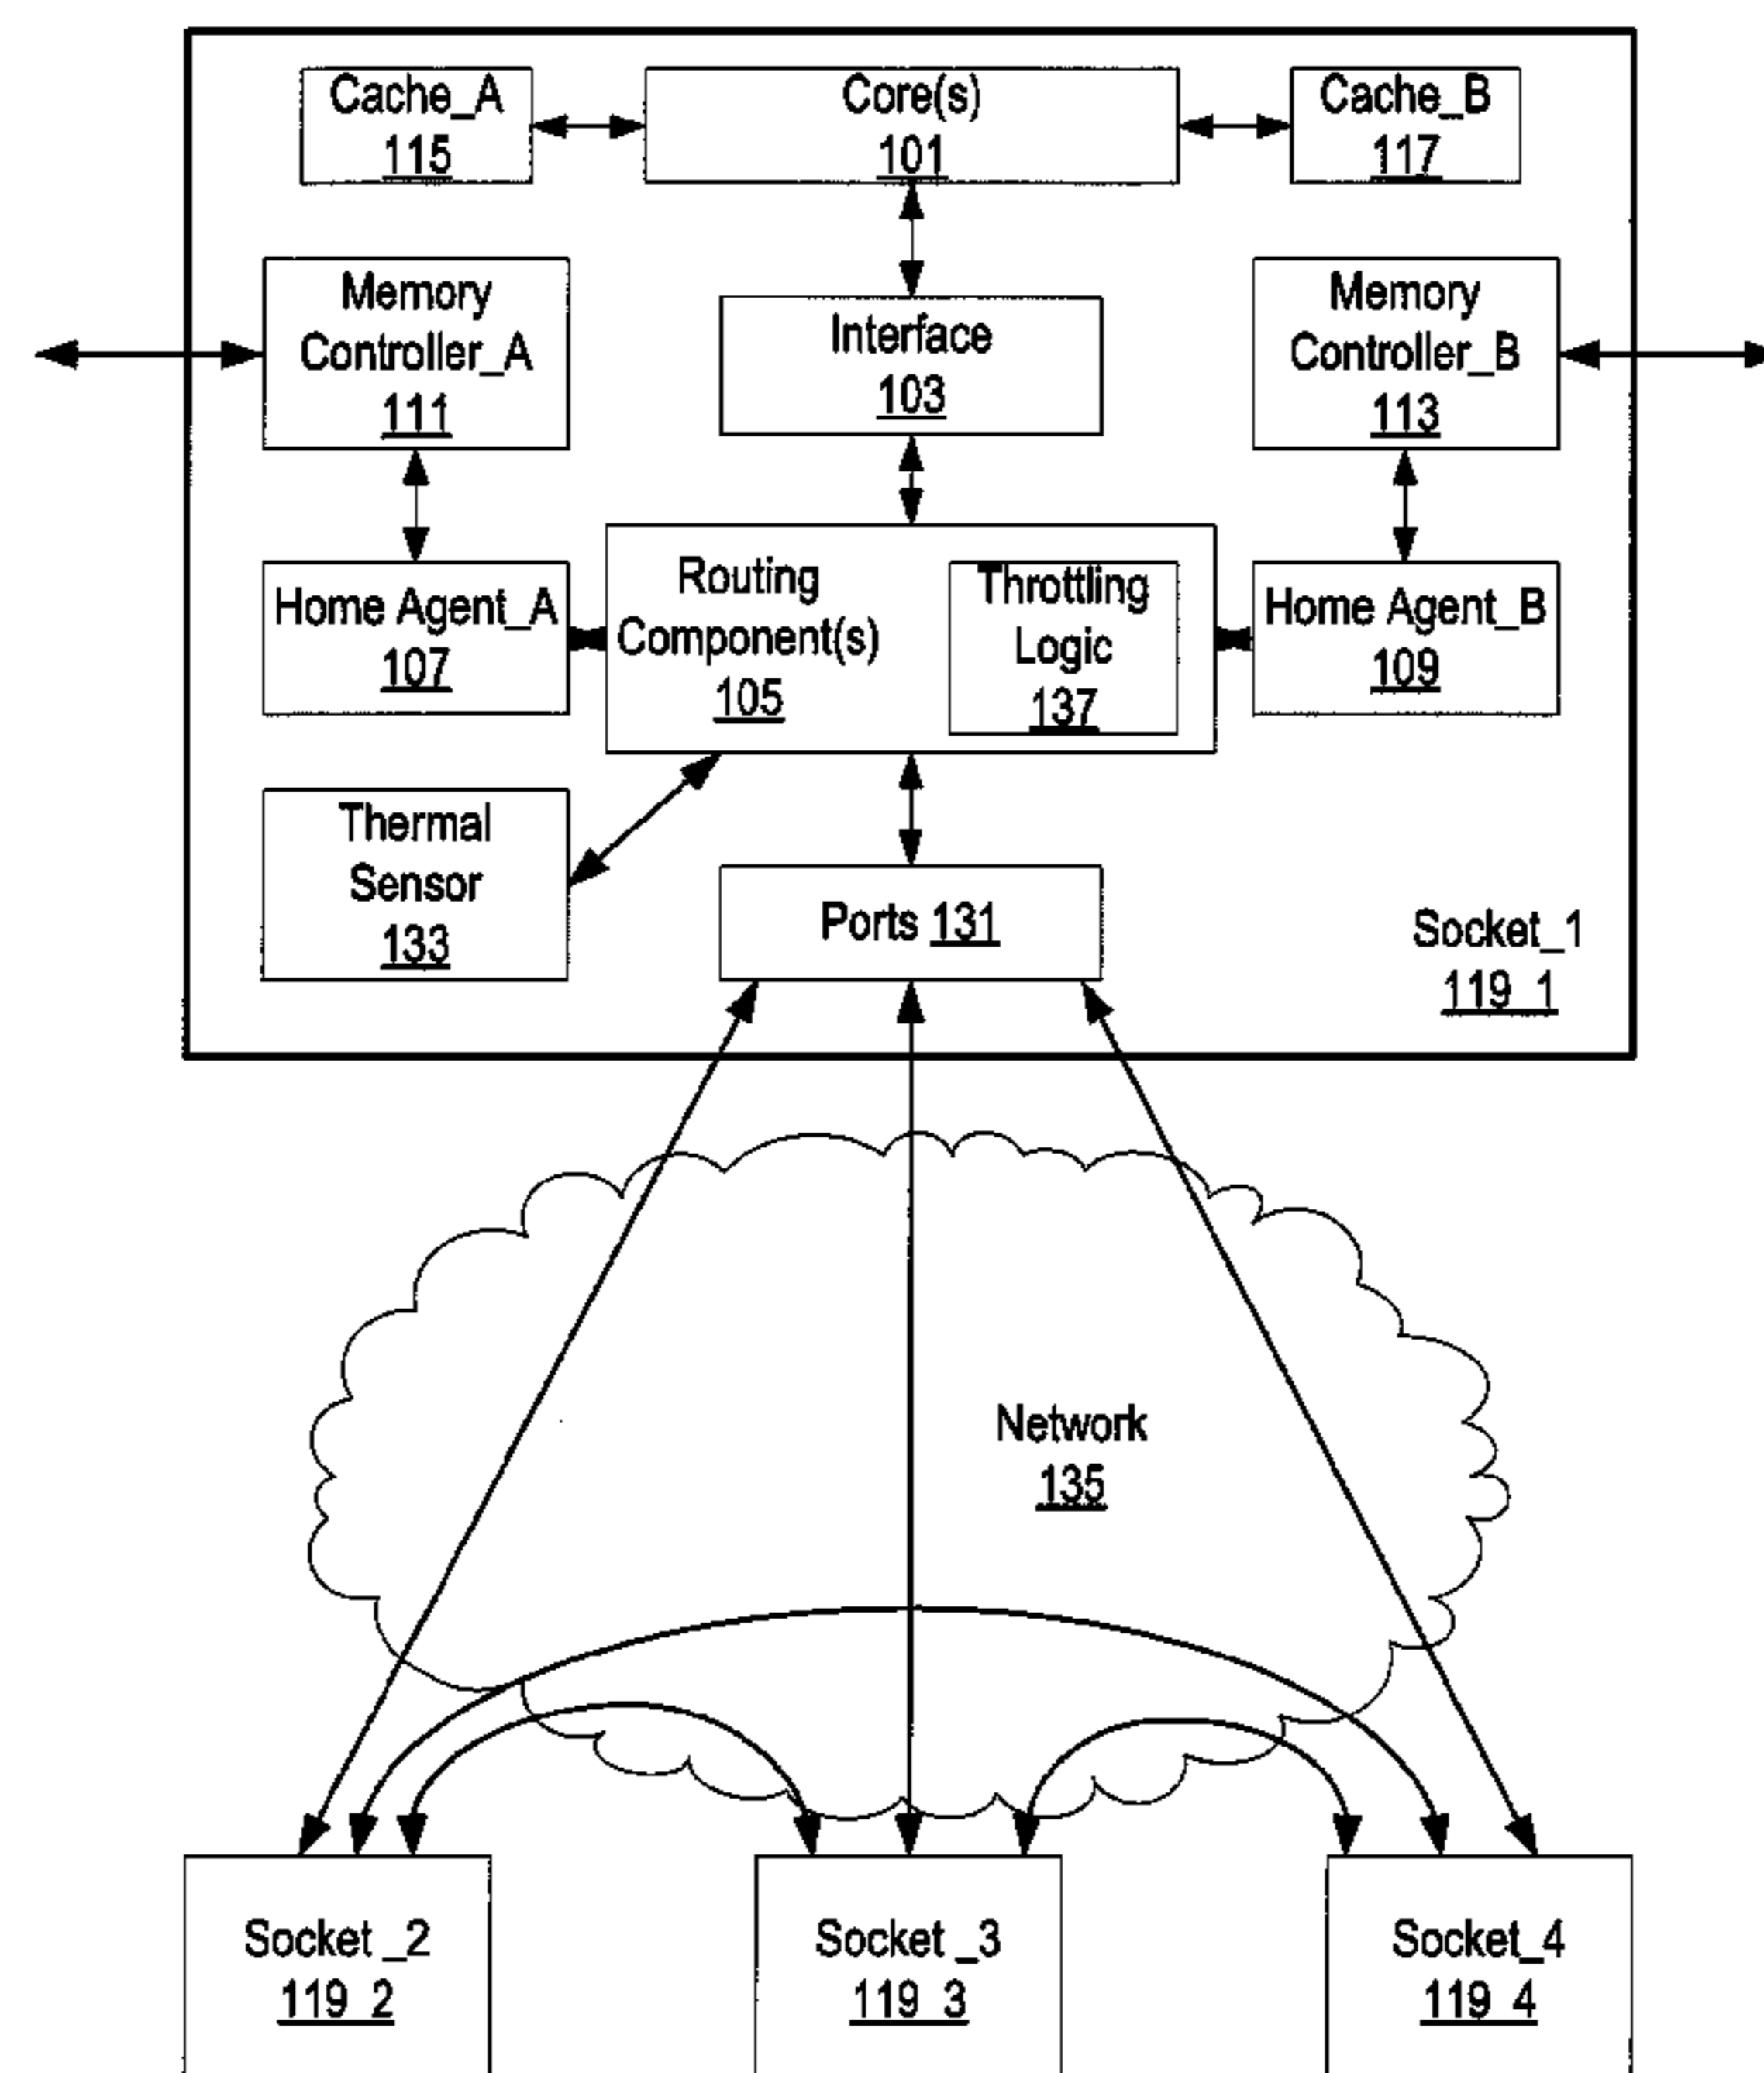 Cache_A
115
Core(s)
101
Cache_B
117
Memory
Controller_A
111
Interface
103
Memory
Controller_B
113
Home Agent_A
107
Routing
Component(s)
105
Throttling
Logic
137
Home Agent_B
109
Thermal
Sensor
133
Ports 131
Socket_1
119_1
Network
135
Socket _2
119_2
Socket _3
119_3
Socket_4
119_4